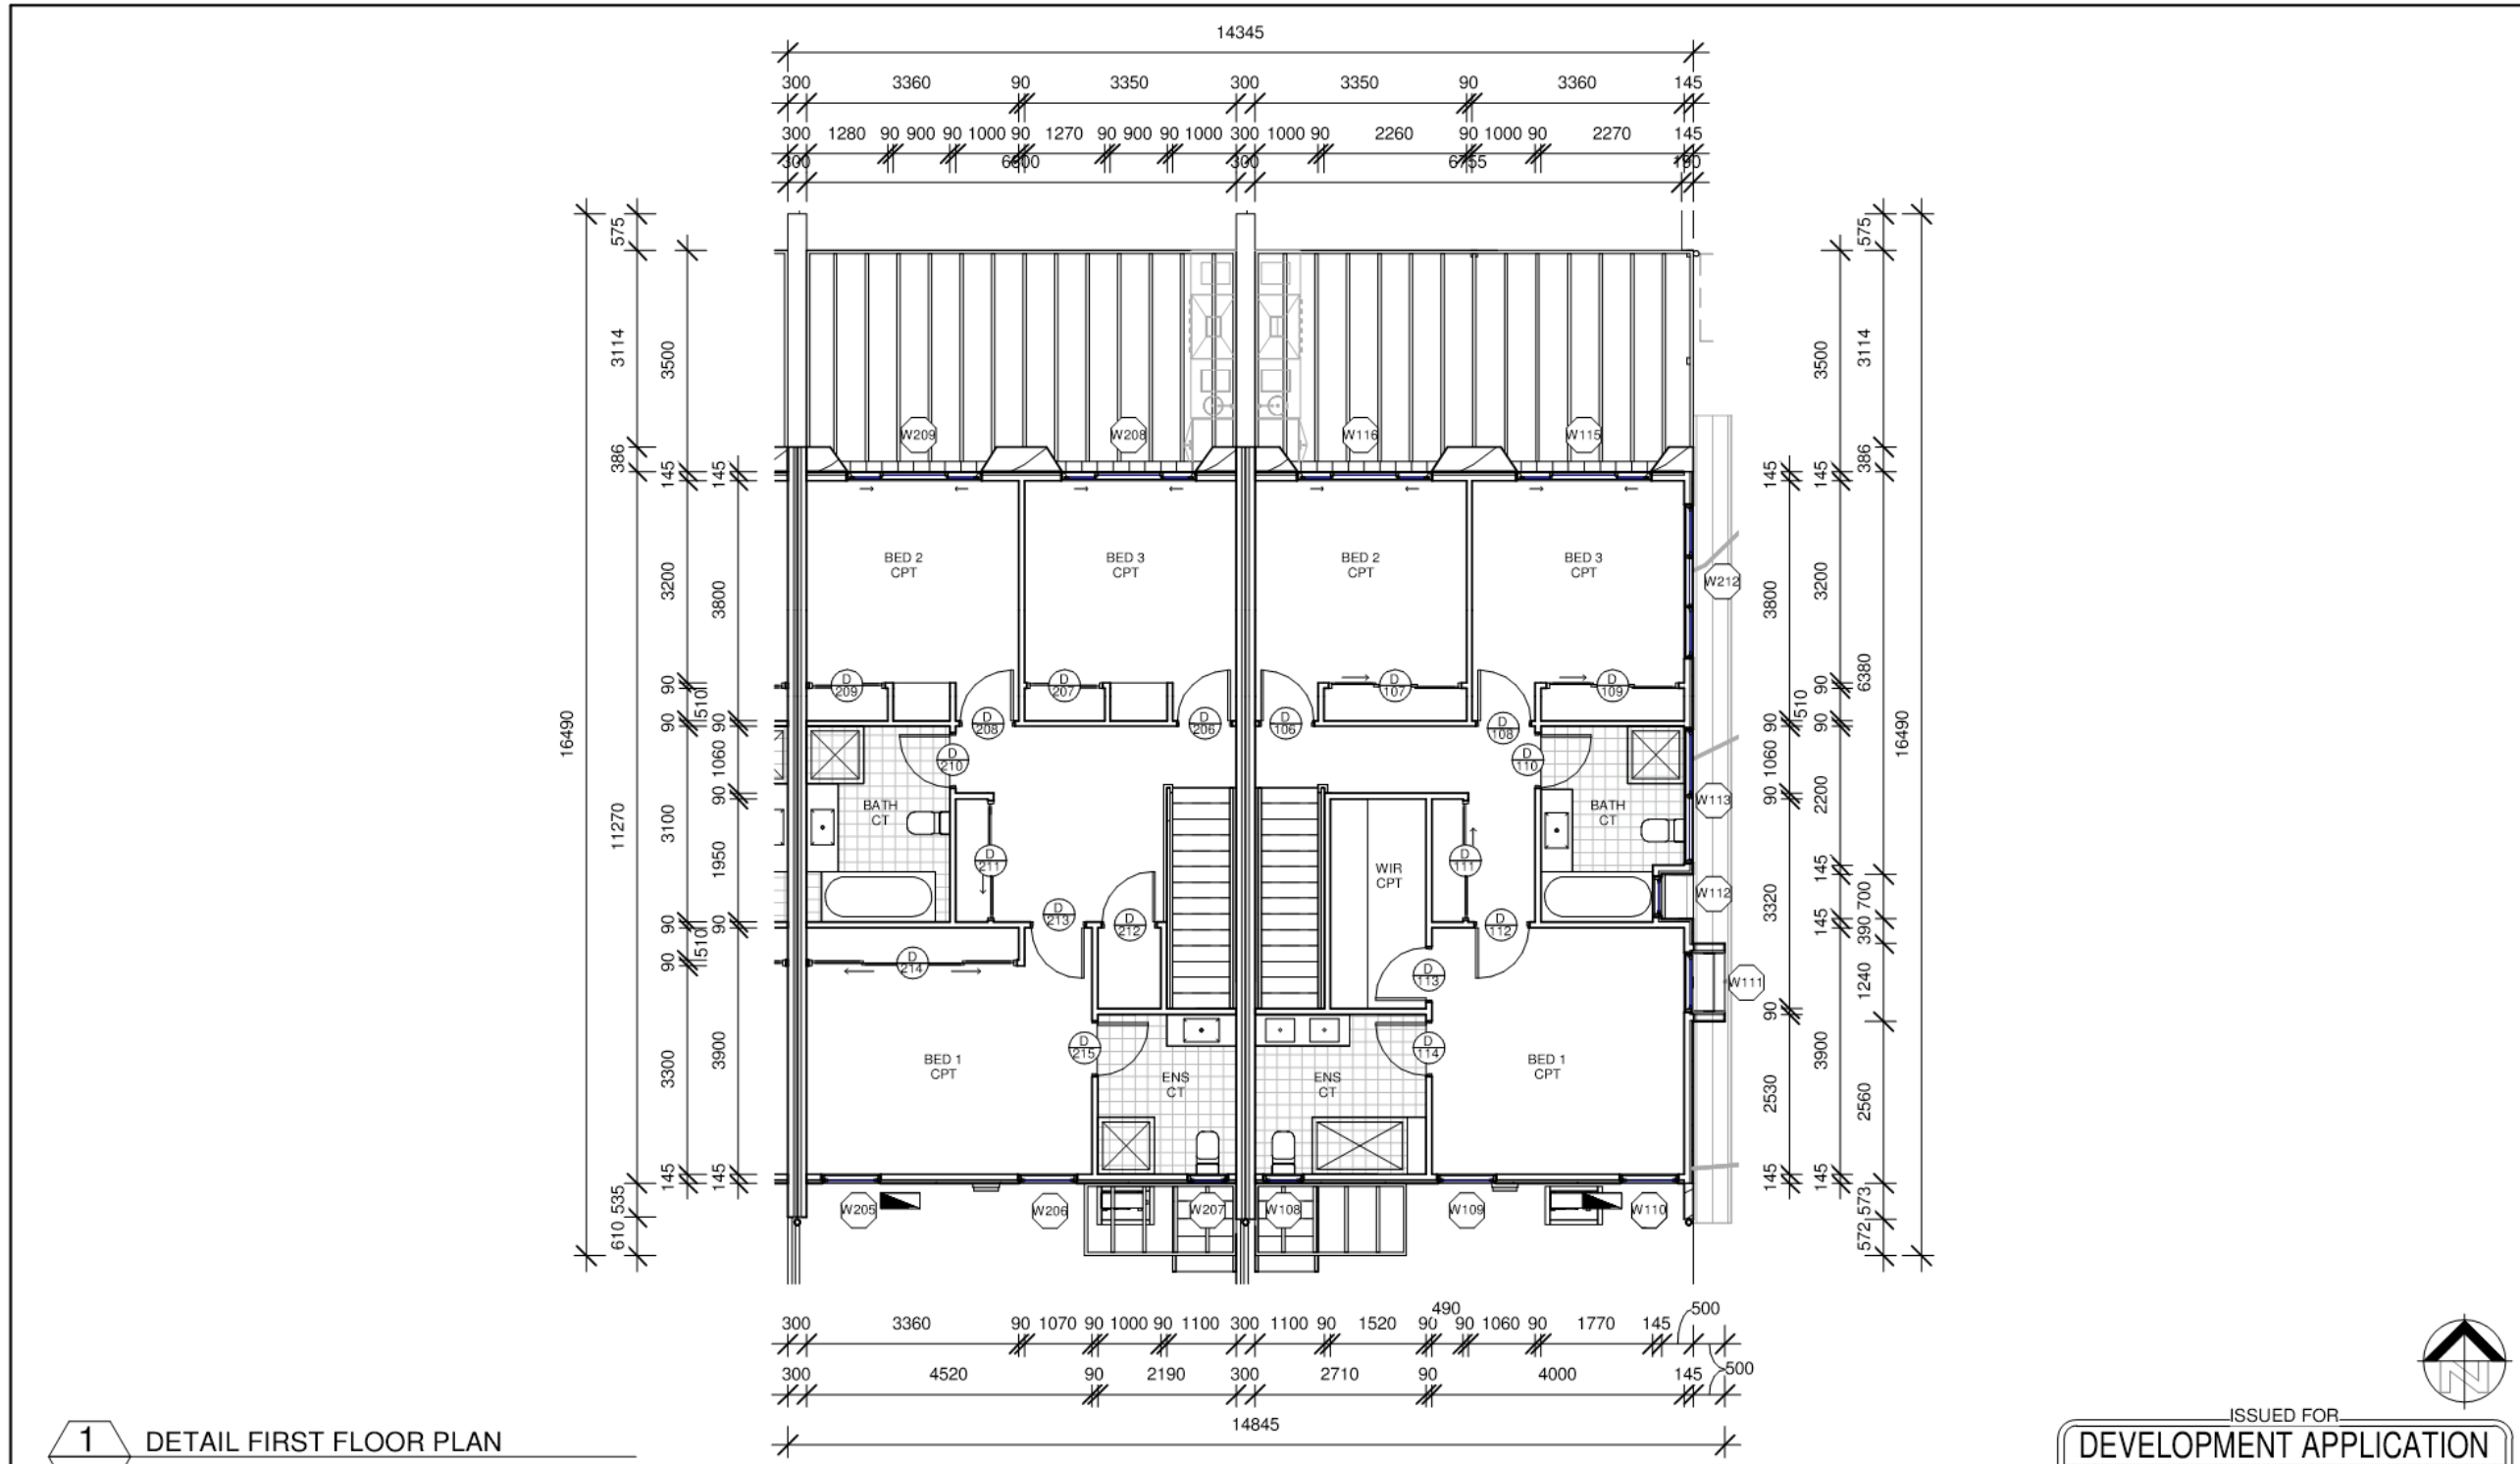 14345
300 3360 90 3350 300 3350 90 3360 145
300 1280 90 900 90 1000 90 1270 90 900 90 1000 300 1000 90 2260 90 1000 90 2270 145
300 6800 300 6755 190
575
3114
3500
386
145
145
3200
3800
90
510
90
90
1060
16490
90
11270
3100
1950
90
90
510
90
3300
3900
145
145
535
610
W209
W208
W116
W115
BED 2
CPT
BED 3
CPT
BED 2
CPT
BED 3
CPT
W212
D
209
D
207
D
107
D
109
D
208
D
206
D
106
D
108
D
210
D
110
BATH
CT
BATH
CT
W113
D
211
WIR
CPT
D
111
W112
D
213
D
212
D
112
D
214
D
113
W111
D
215
D
114
BED 1
CPT
ENS
CT
ENS
CT
BED 1
CPT
W205
W206
W207
W108
W109
W110
575
3500
3114
386
145
145
3800
3200
6380
90
510
90
90
1060
2200
16490
90
145
700
3320
390
145
1240
90
3900
2530
2560
145
145
573
572
490
500
300 3360 90 1070 90 1000 90 1100 300 1100 90 1520 90 90 1060 90 1770 145
300 4520 90 2190 300 2710 90 4000 145 500
14845
N
1 DETAIL FIRST FLOOR PLAN
ISSUED FOR
DEVELOPMENT APPLICATION